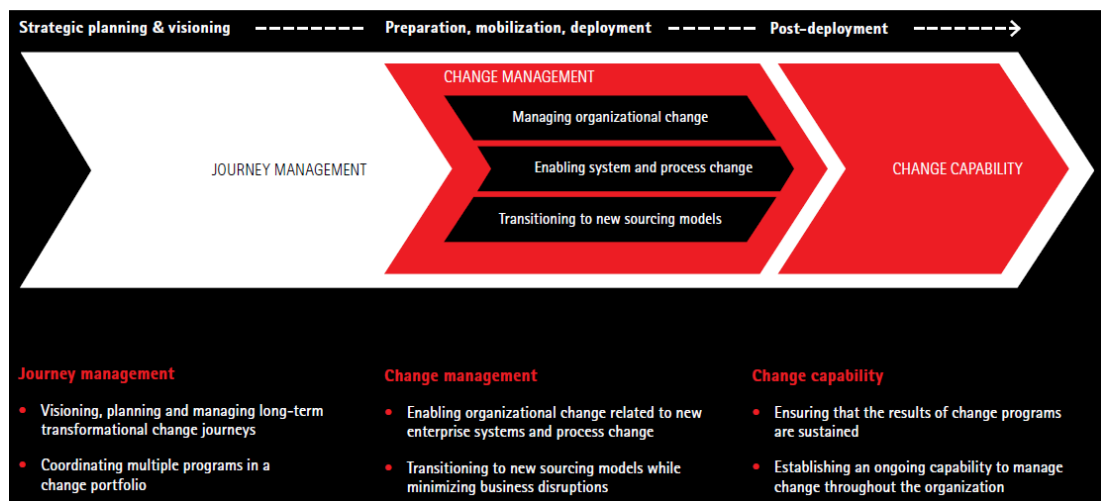 Strategic planning & visioning
Preparation, mobilization, deployment
Post-deployment
CHANGE MANAGEMENT
Managing organizational change
JOURNEY MANAGEMENT
Enabling system and process change
CHANGE CAPABILITY
Transitioning to new sourcing models
Journey management
• Visioning, planning and managing long-term
transformational change journeys
• Coordinating multiple programs in a
change portfolio
Change management
• Enabling organizational change related to new
enterprise systems and process change
• Transitioning to new sourcing models while
minimizing business disruptions
Change capability
• Ensuring that the results of change programs
are sustained
• Establishing an ongoing capability to manage
change throughout the organization